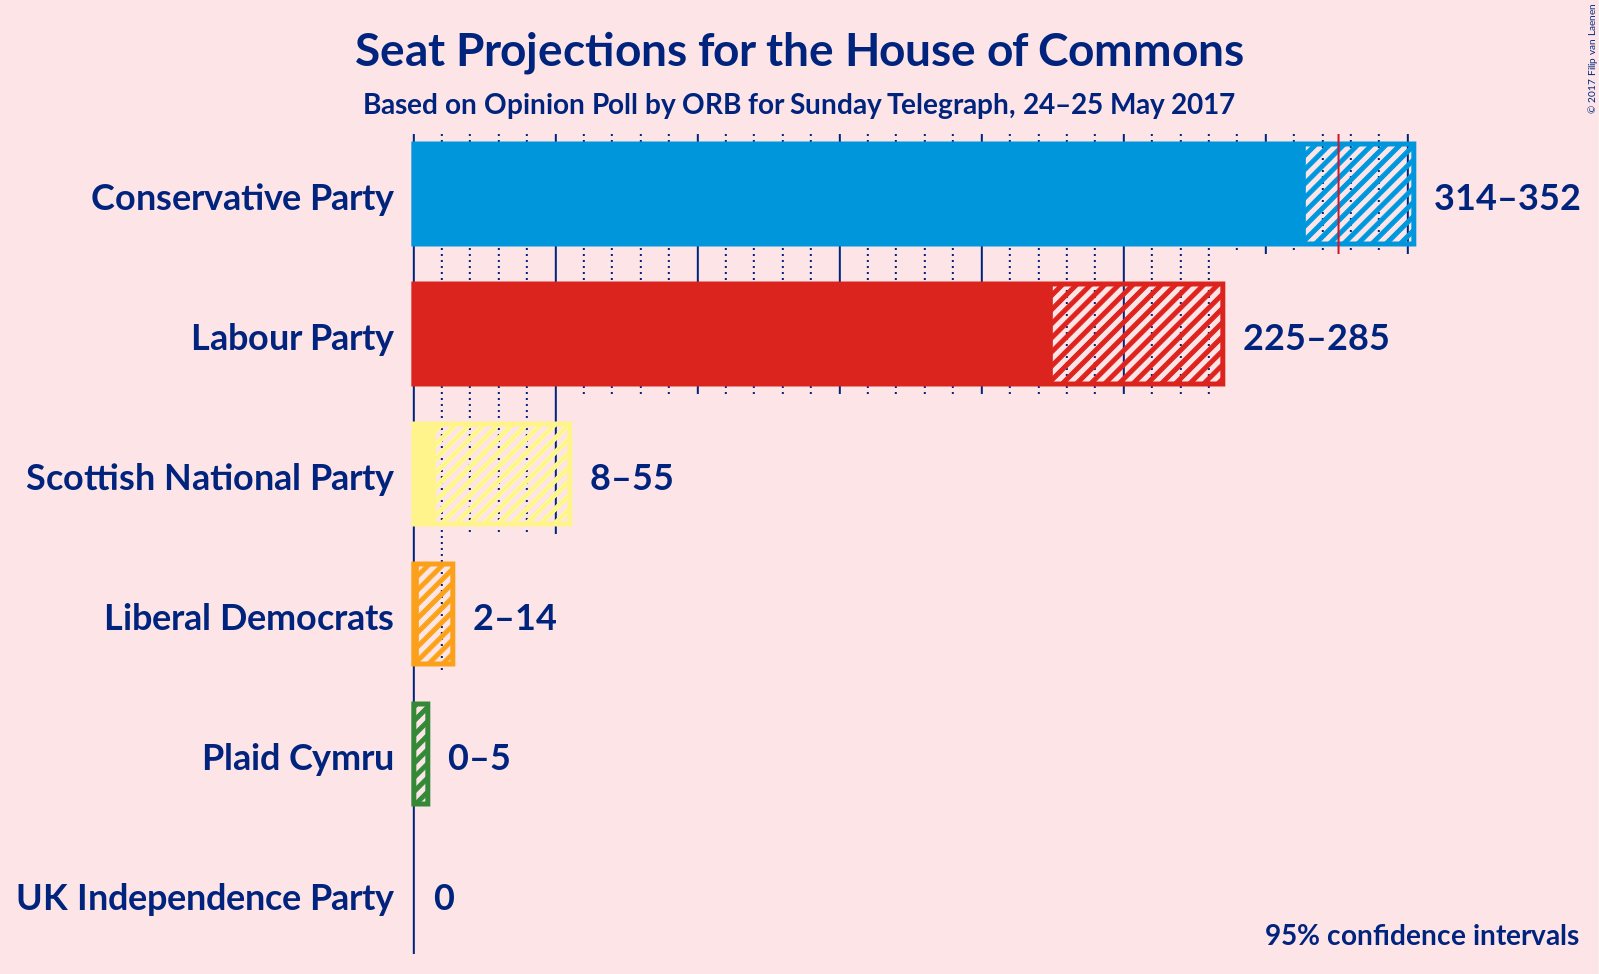 Seat Projections for the House of Commons
Based on Opinion Poll by ORB for Sunday Telegraph, 24–25 May 2017
© 2017 Filip van Laenen
Conservative Party 314–352
Labour Party 225–285
Scottish National Party 8–55
Liberal Democrats 2–14
Plaid Cymru 0–5
UK Independence Party 0
95% confidence intervals